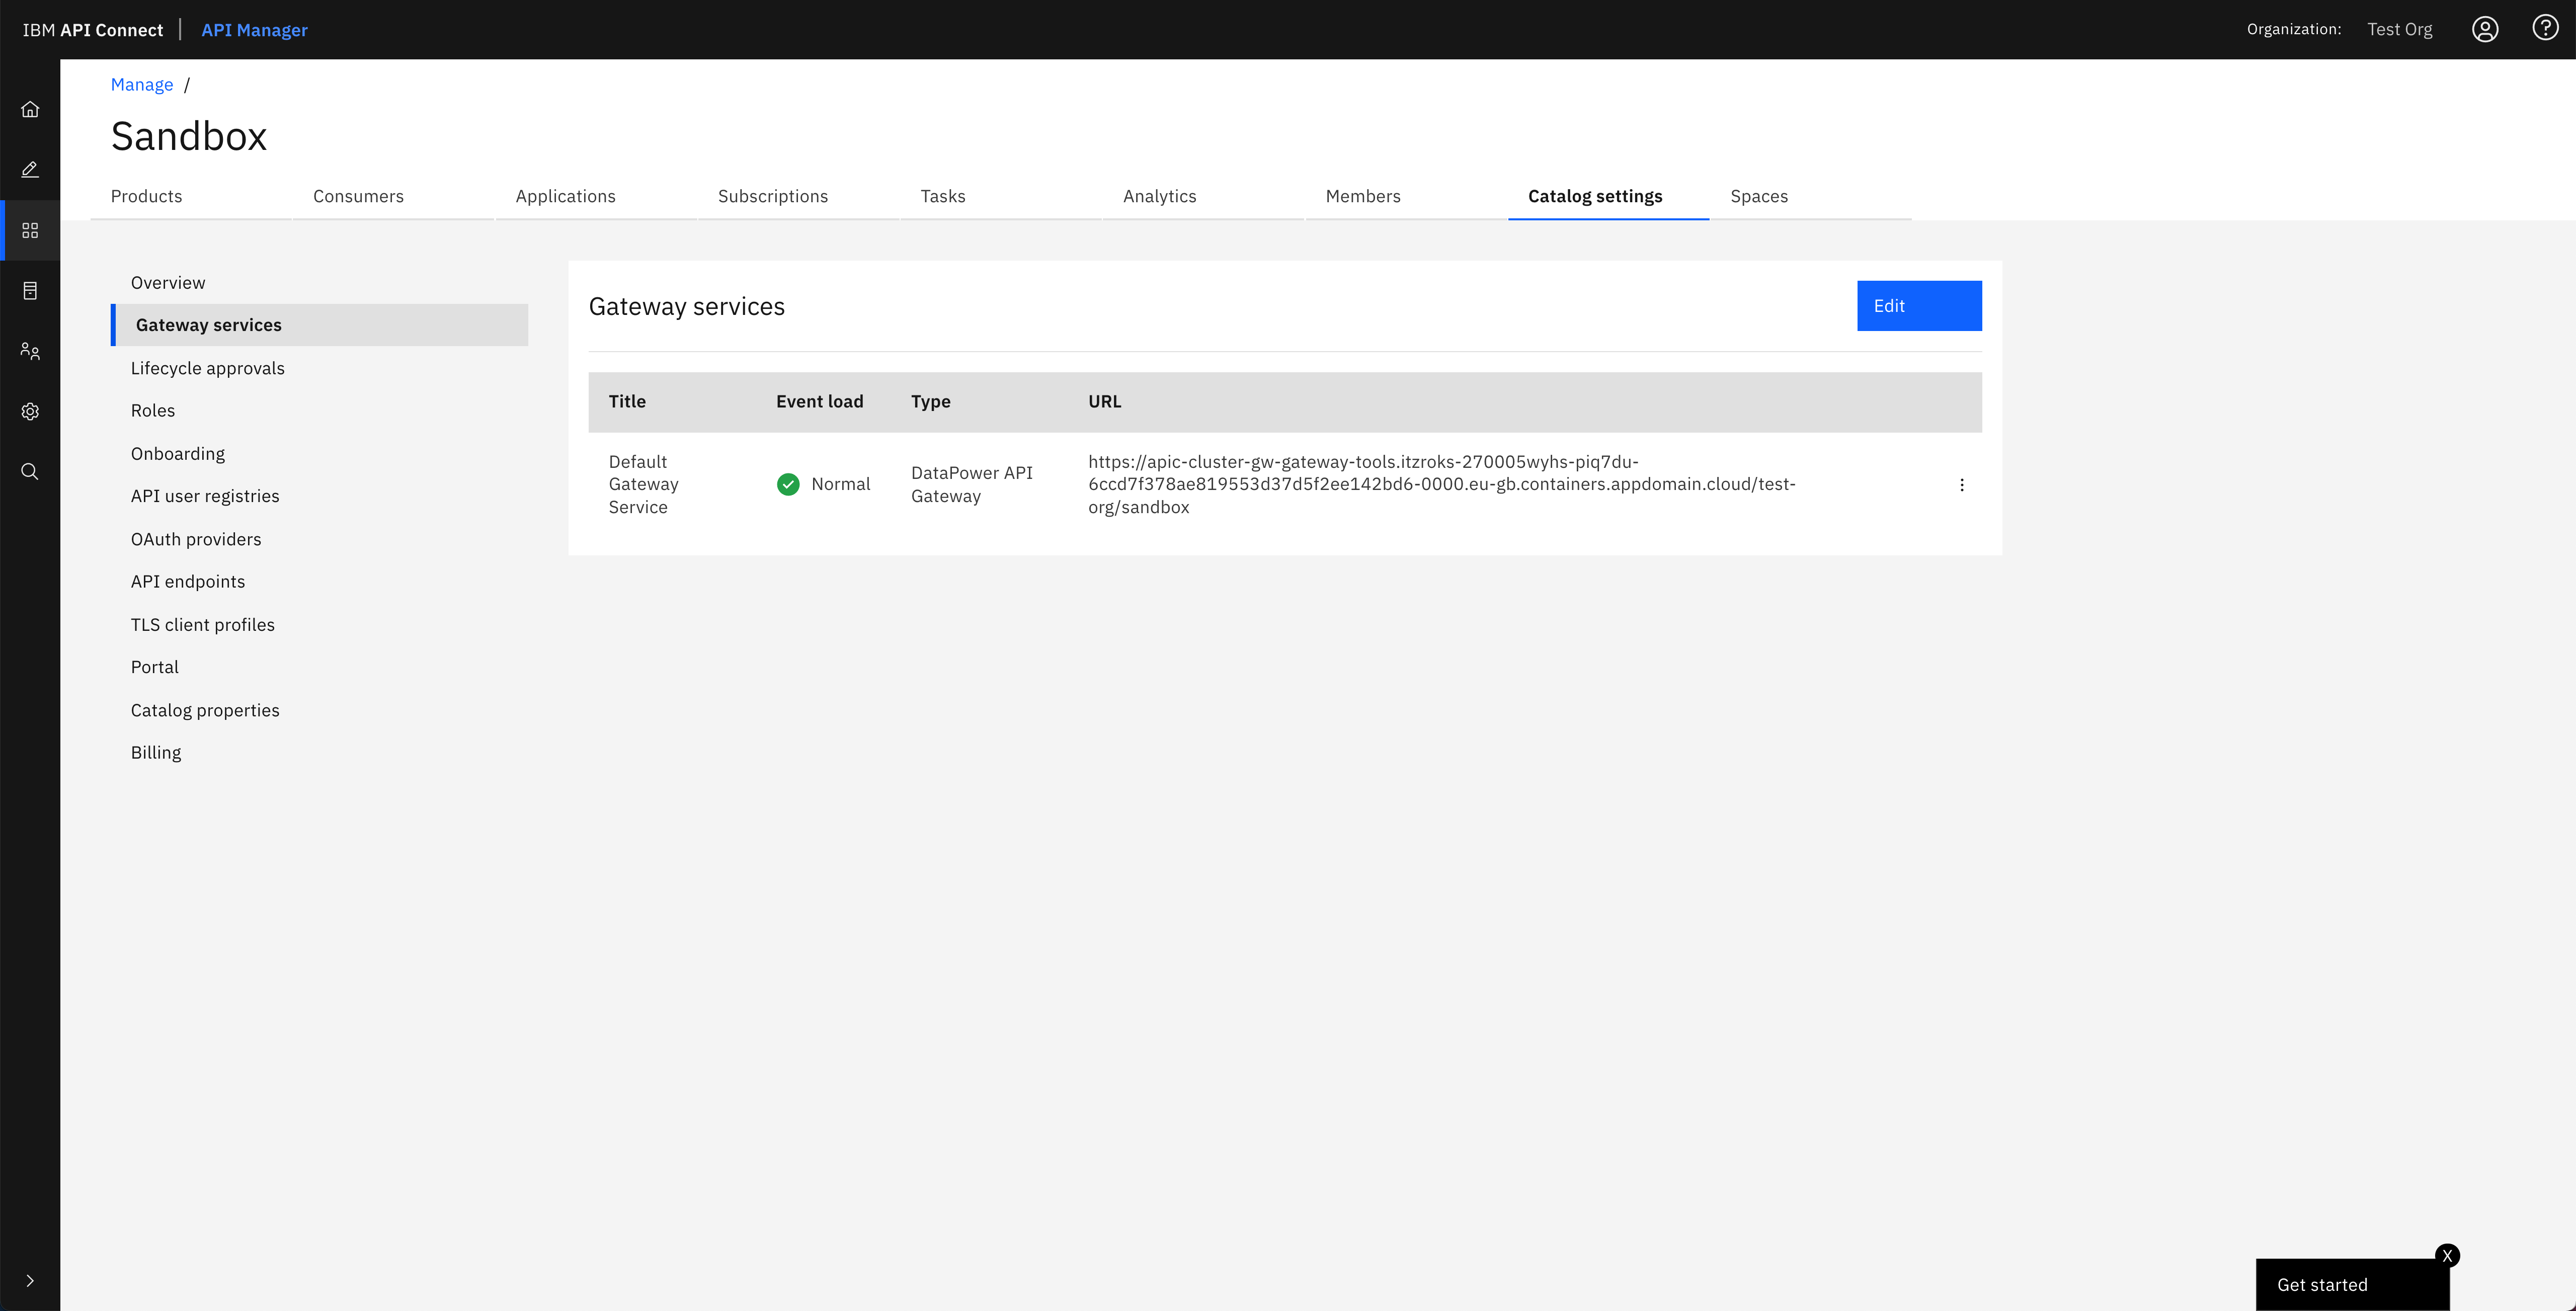 IBM API Connect | API Manager
Organization: Test Org
Manage /
Sandbox
Products Consumers Applications Subscriptions Tasks Analytics Members Catalog settings Spaces
Overview
Gateway services
Lifecycle approvals
Roles
Onboarding
API user registries
OAuth providers
API endpoints
TLS client profiles
Portal
Catalog properties
Billing
Gateway services
Edit
Title Event load Type URL
Default
Gateway
Service
Normal
DataPower API
Gateway
https://apic-cluster-gw-gateway-tools.itzroks-270005wyhs-piq7du-
6ccd7f378ae819553d37d5f2ee142bd6-0000.eu-gb.containers.appdomain.cloud/test-
org/sandbox
X
Get started